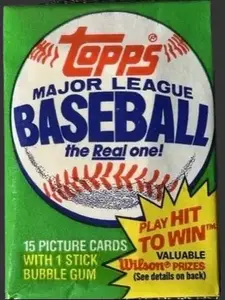 Topps
MAJOR LEAGUE
BASEBALL
the Real one!
15 PICTURE CARDS
WITH 1 STICK
BUBBLE GUM
PLAY HIT
TO WIN™
VALUABLE
Wilson® PRIZES
(See details on back)